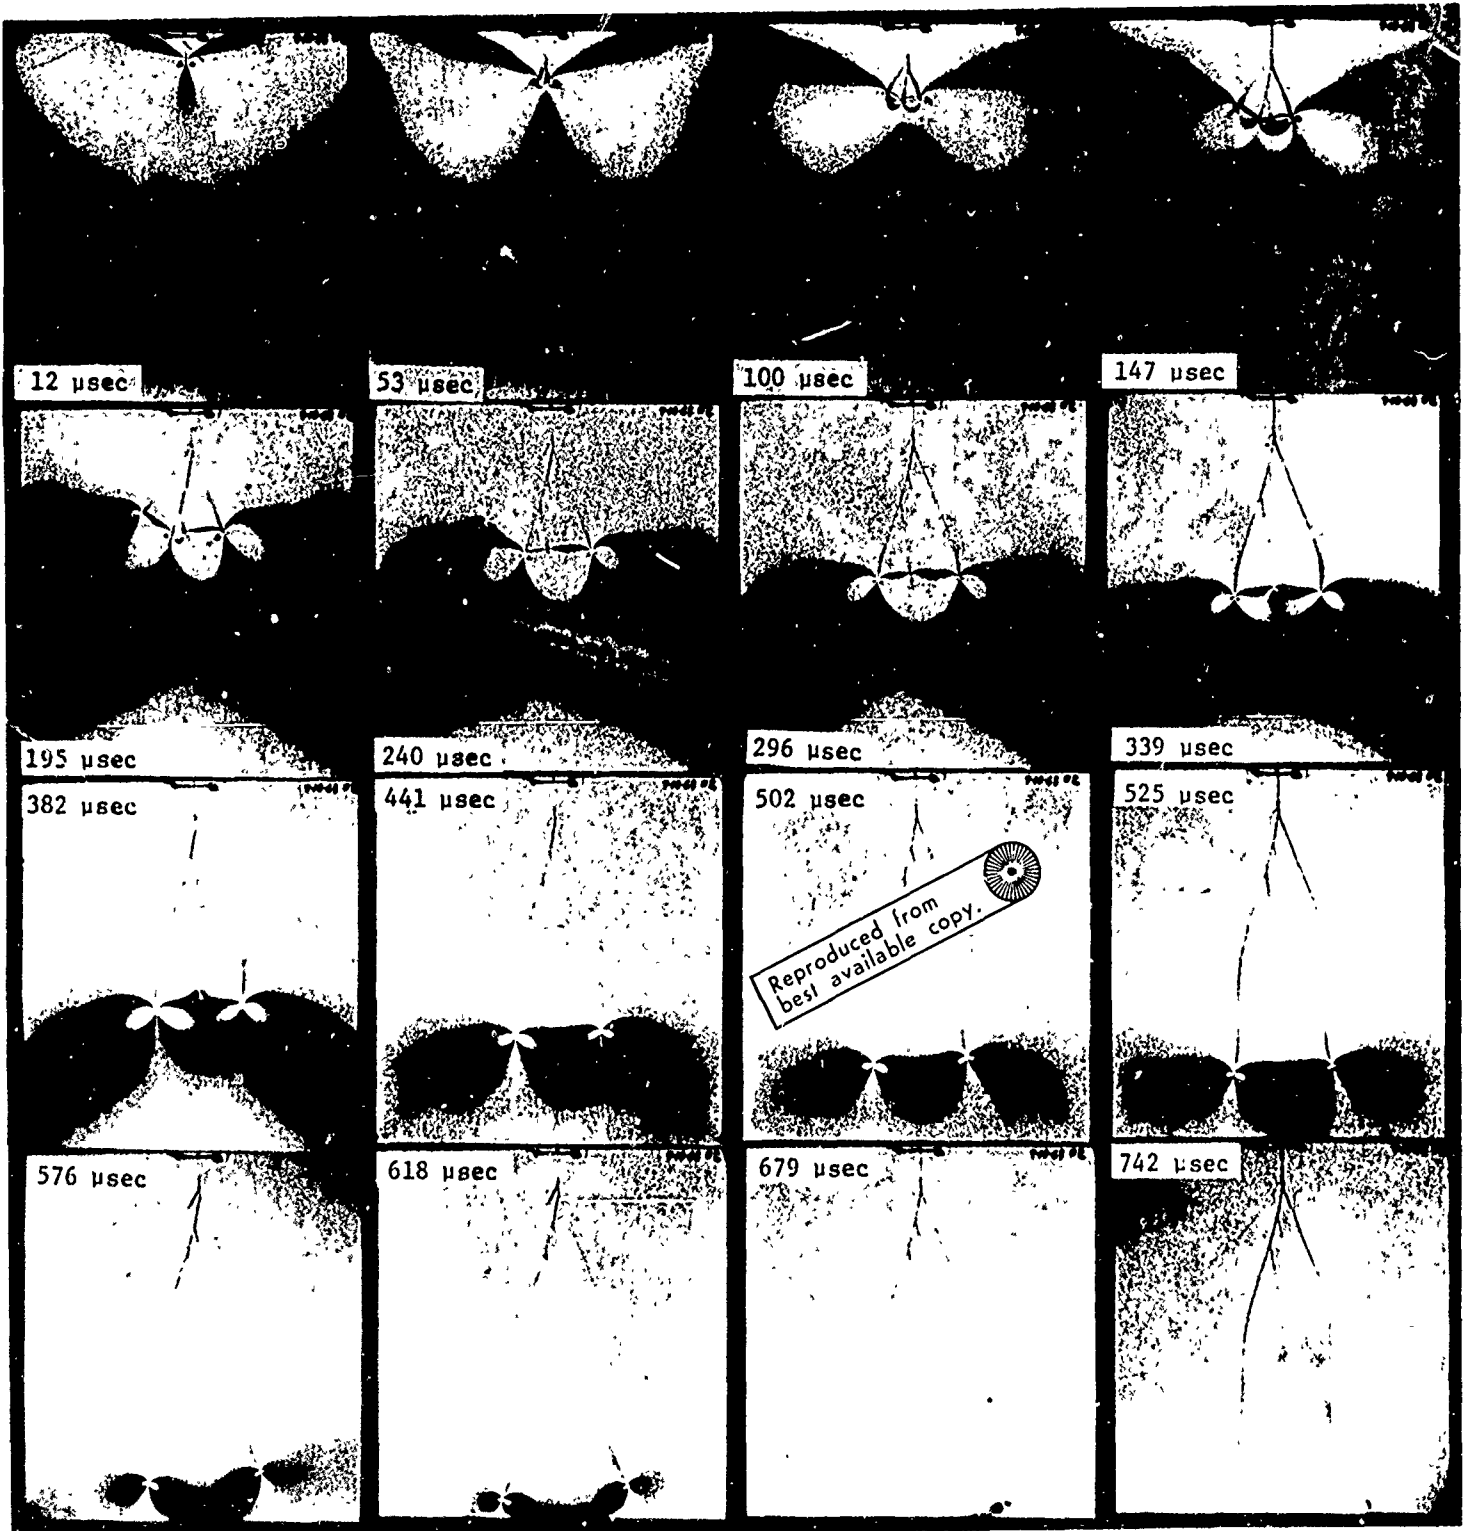 12 μsec
53 μsec
100 μsec
147 μsec
195 μsec
240 μsec
296 μsec
339 μsec
382 μsec
441 μsec
502 μsec
525 μsec
Reproduced from
best available copy.
576 μsec
618 μsec
679 μsec
742 μsec